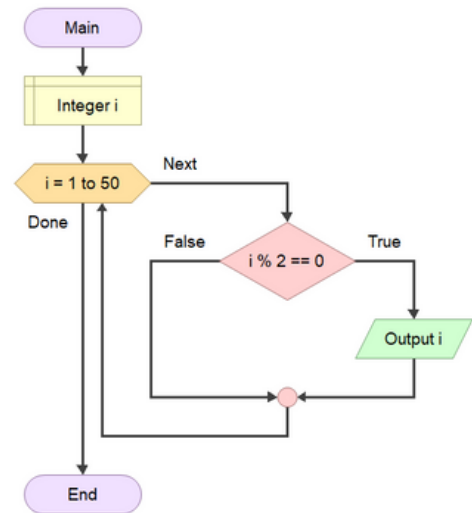 Main
Integer i
i = 1 to 50
Next
Done
False
True
i % 2 == 0
Output i
End